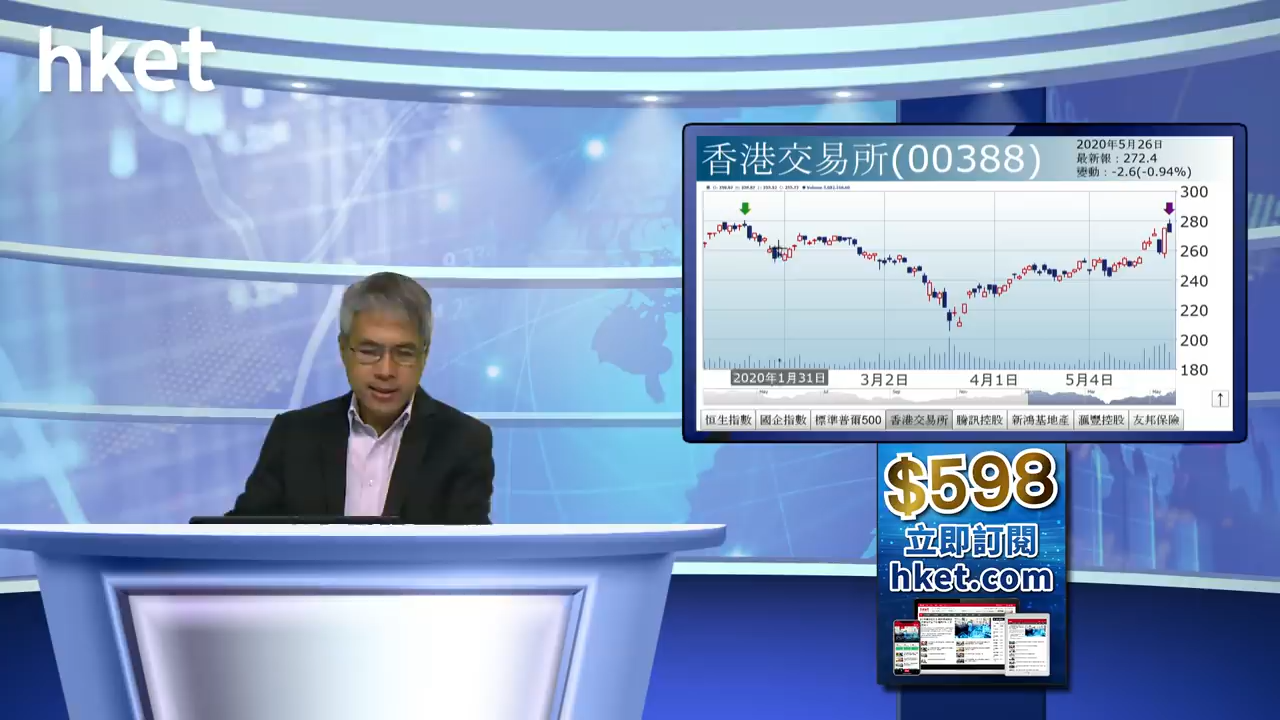 hket
香港交易所(00388)
2020年5月26日
最新報：272.4
變動：-2.6(-0.94%)
300
280
260
240
220
200
180
2020年1月31日
3月2日
4月1日
5月4日
恒生指數
國企指數
標準普爾500
香港交易所
騰訊控股
新鴻基地產
滙豐控股
友邦保險
$598
立即訂閱
hket.com